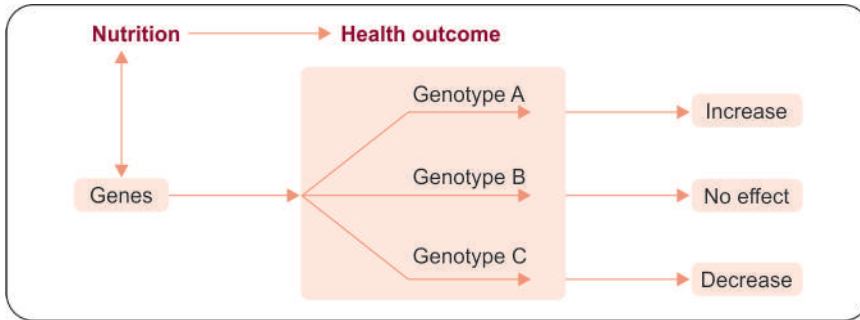 Nutrition
Health outcome
Genotype A
Increase
Genes
Genotype B
No effect
Genotype C
Decrease